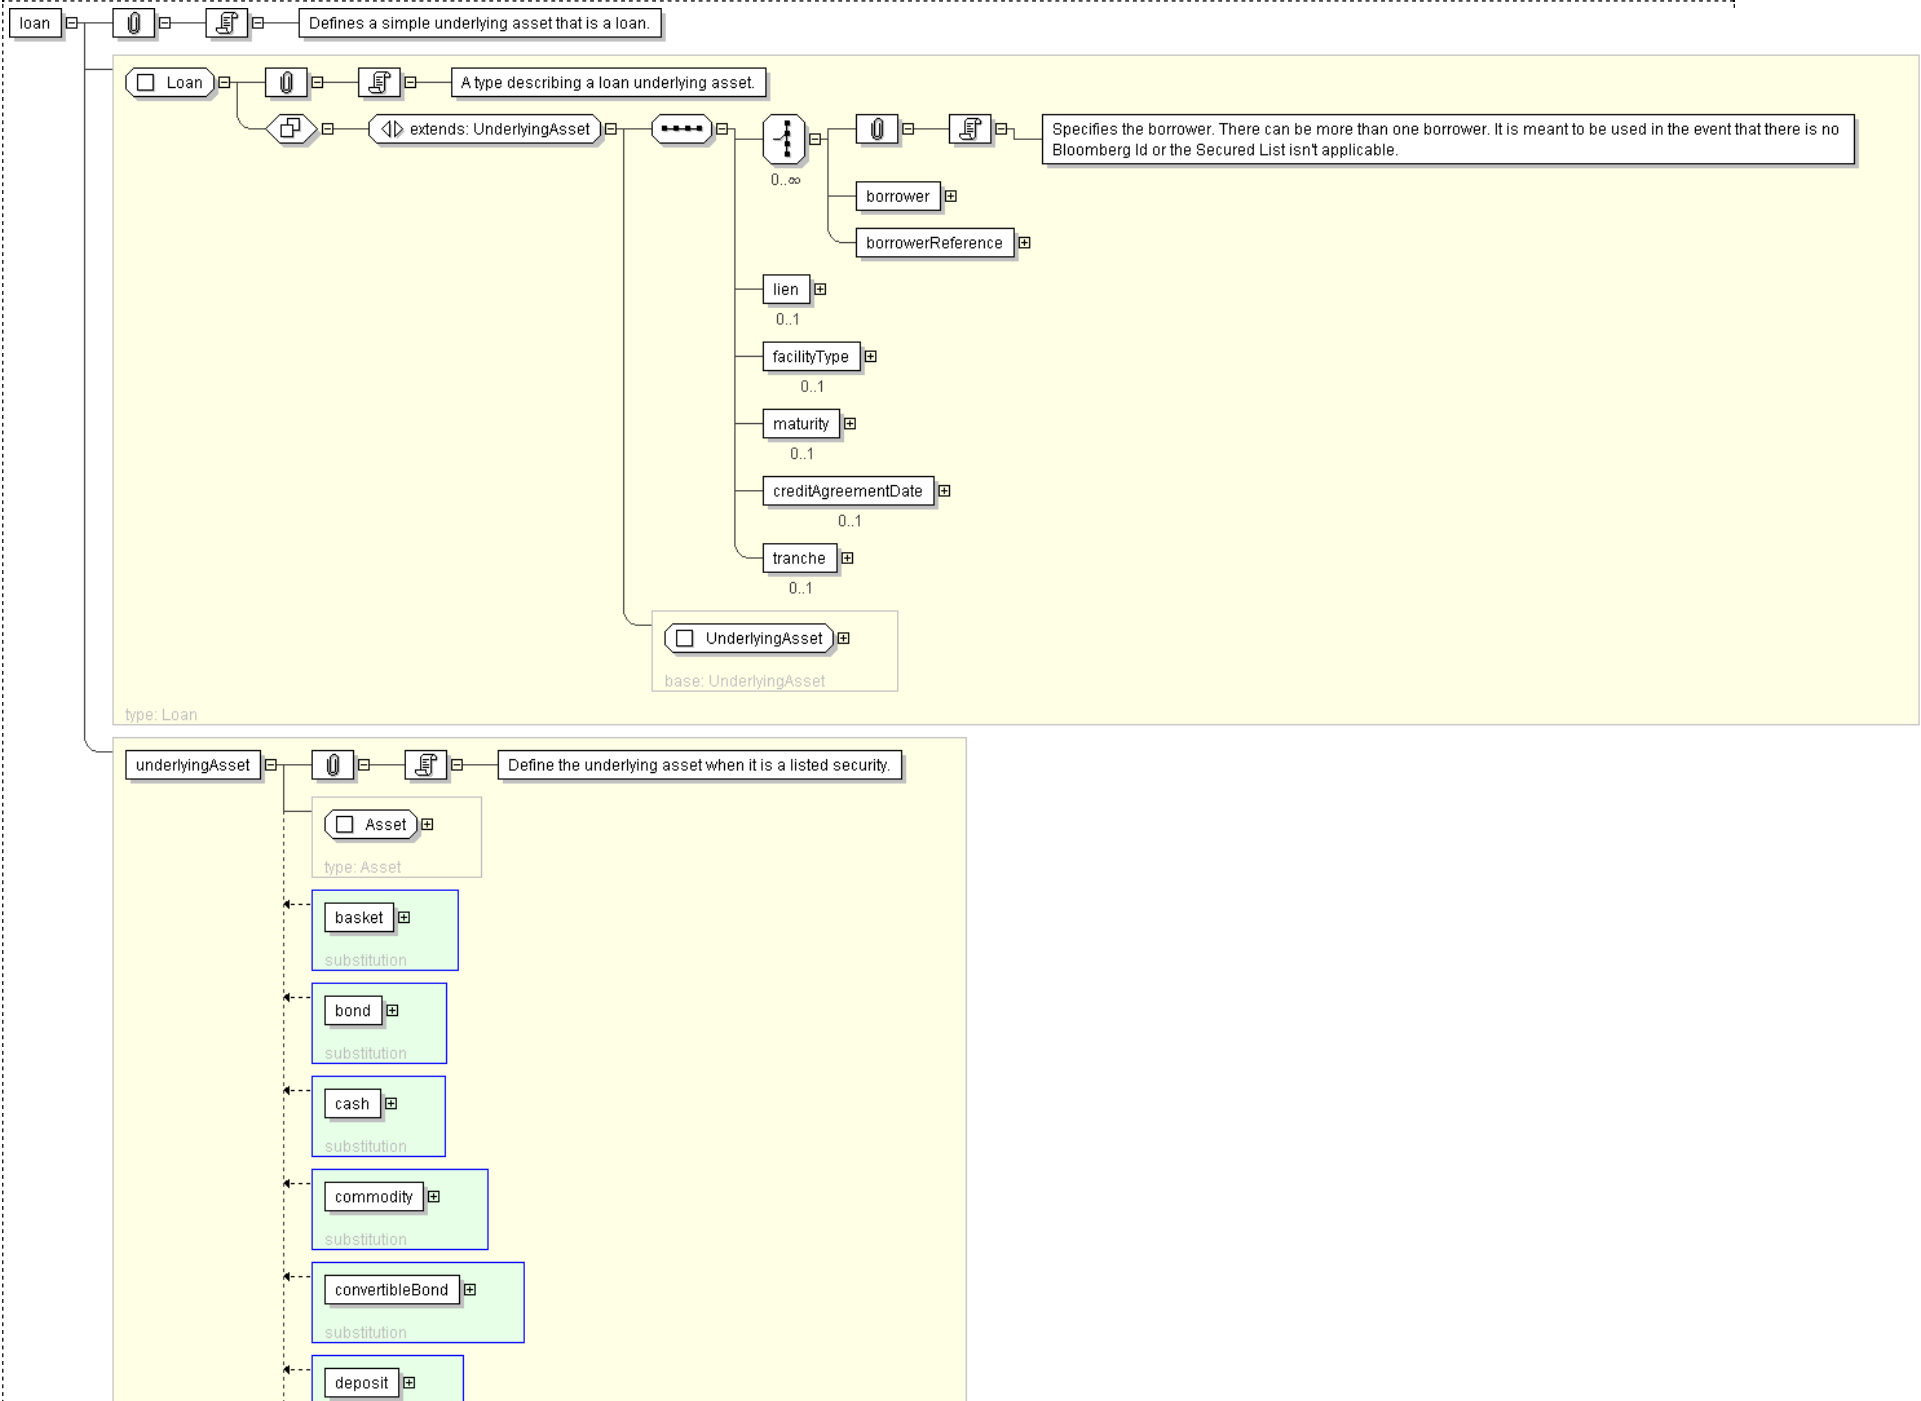 loan
Defines a simple underlying asset that is a loan.
Loan
A type describing a loan underlying asset.
extends: UnderlyingAsset
0..∞
Specifies the borrower. There can be more than one borrower. It is meant to be used in the event that there is no
Bloomberg Id or the Secured List isn't applicable.
borrower
borrowerReference
lien
0..1
facilityType
0..1
maturity
0..1
creditAgreementDate
0..1
tranche
0..1
UnderlyingAsset
base: UnderlyingAsset
type: Loan
underlyingAsset
Define the underlying asset when it is a listed security.
Asset
type: Asset
basket
substitution
bond
substitution
cash
substitution
commodity
substitution
convertibleBond
substitution
deposit